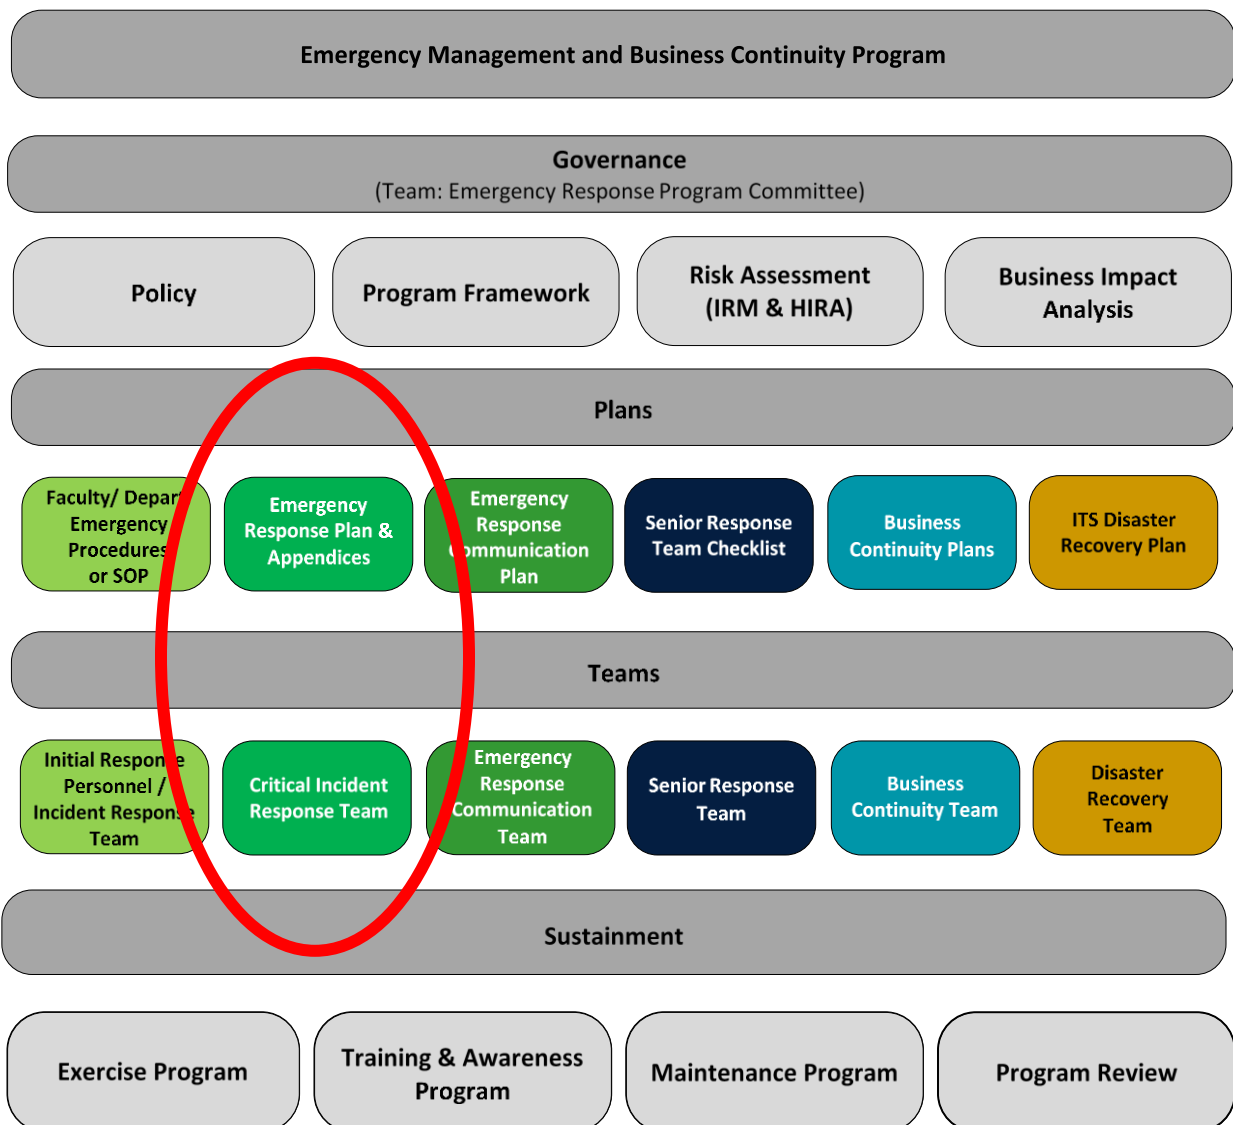 Emergency Management and Business Continuity Program
Governance
(Team: Emergency Response Program Committee)
Policy
Program Framework
Risk Assessment
(IRM & HIRA)
Business Impact
Analysis
Plans
Faculty/ Depart
Emergency
Procedures
or SOP
Emergency
Response Plan &
Appendices
Emergency
Response
Communication
Plan
Senior Response
Team Checklist
Business
Continuity Plans
ITS Disaster
Recovery Plan
Teams
Initial Response
Personnel /
Incident Response
Team
Critical Incident
Response Team
Emergency
Response
Communication
Team
Senior Response
Team
Business
Continuity Team
Disaster
Recovery
Team
Sustainment
Exercise Program
Training & Awareness
Program
Maintenance Program
Program Review